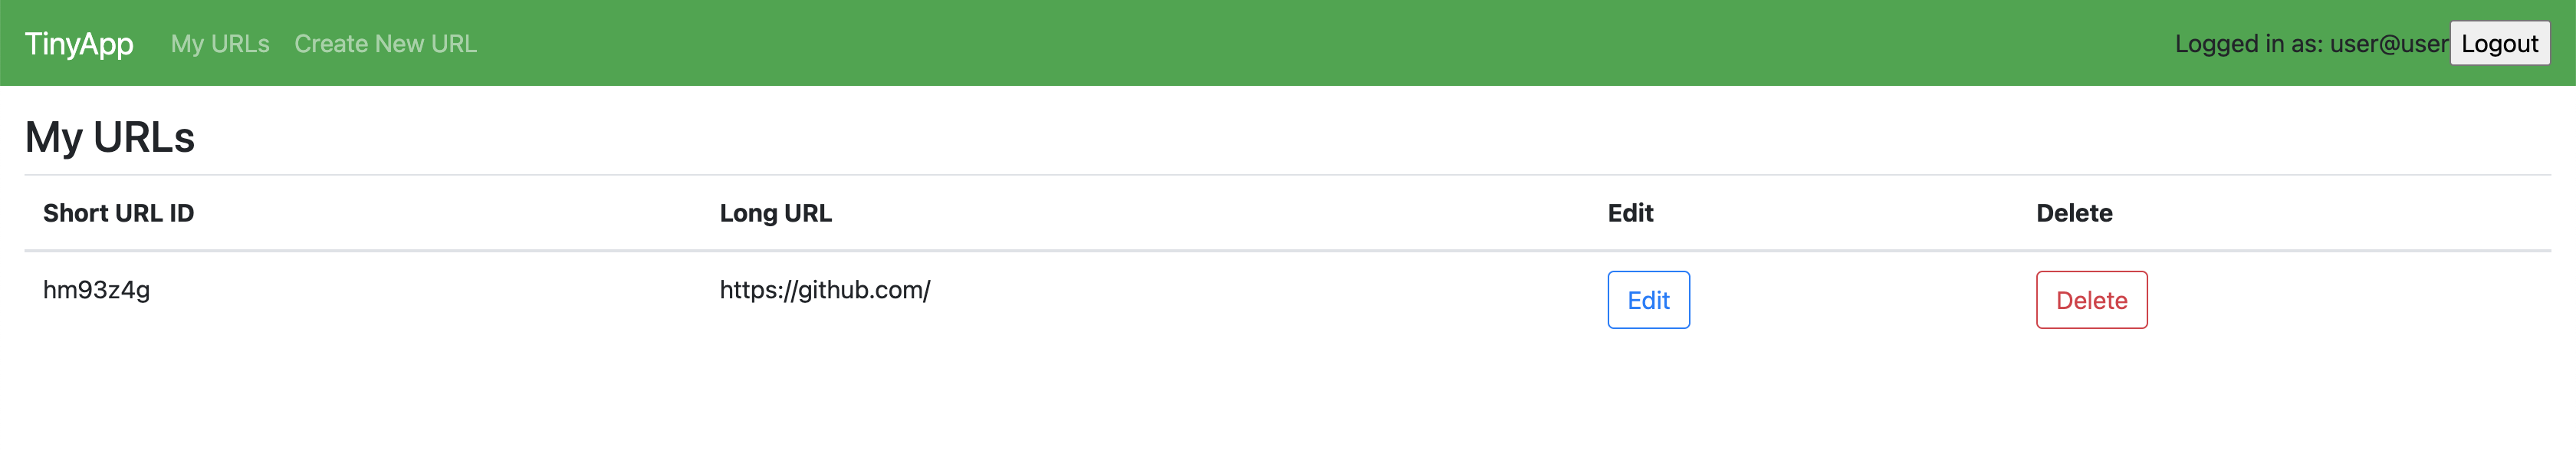 TinyApp My URLs Create New URL Logged in as: user@user Logout
My URLs
Short URL ID Long URL Edit Delete
hm93z4g https://github.com/ Edit Delete